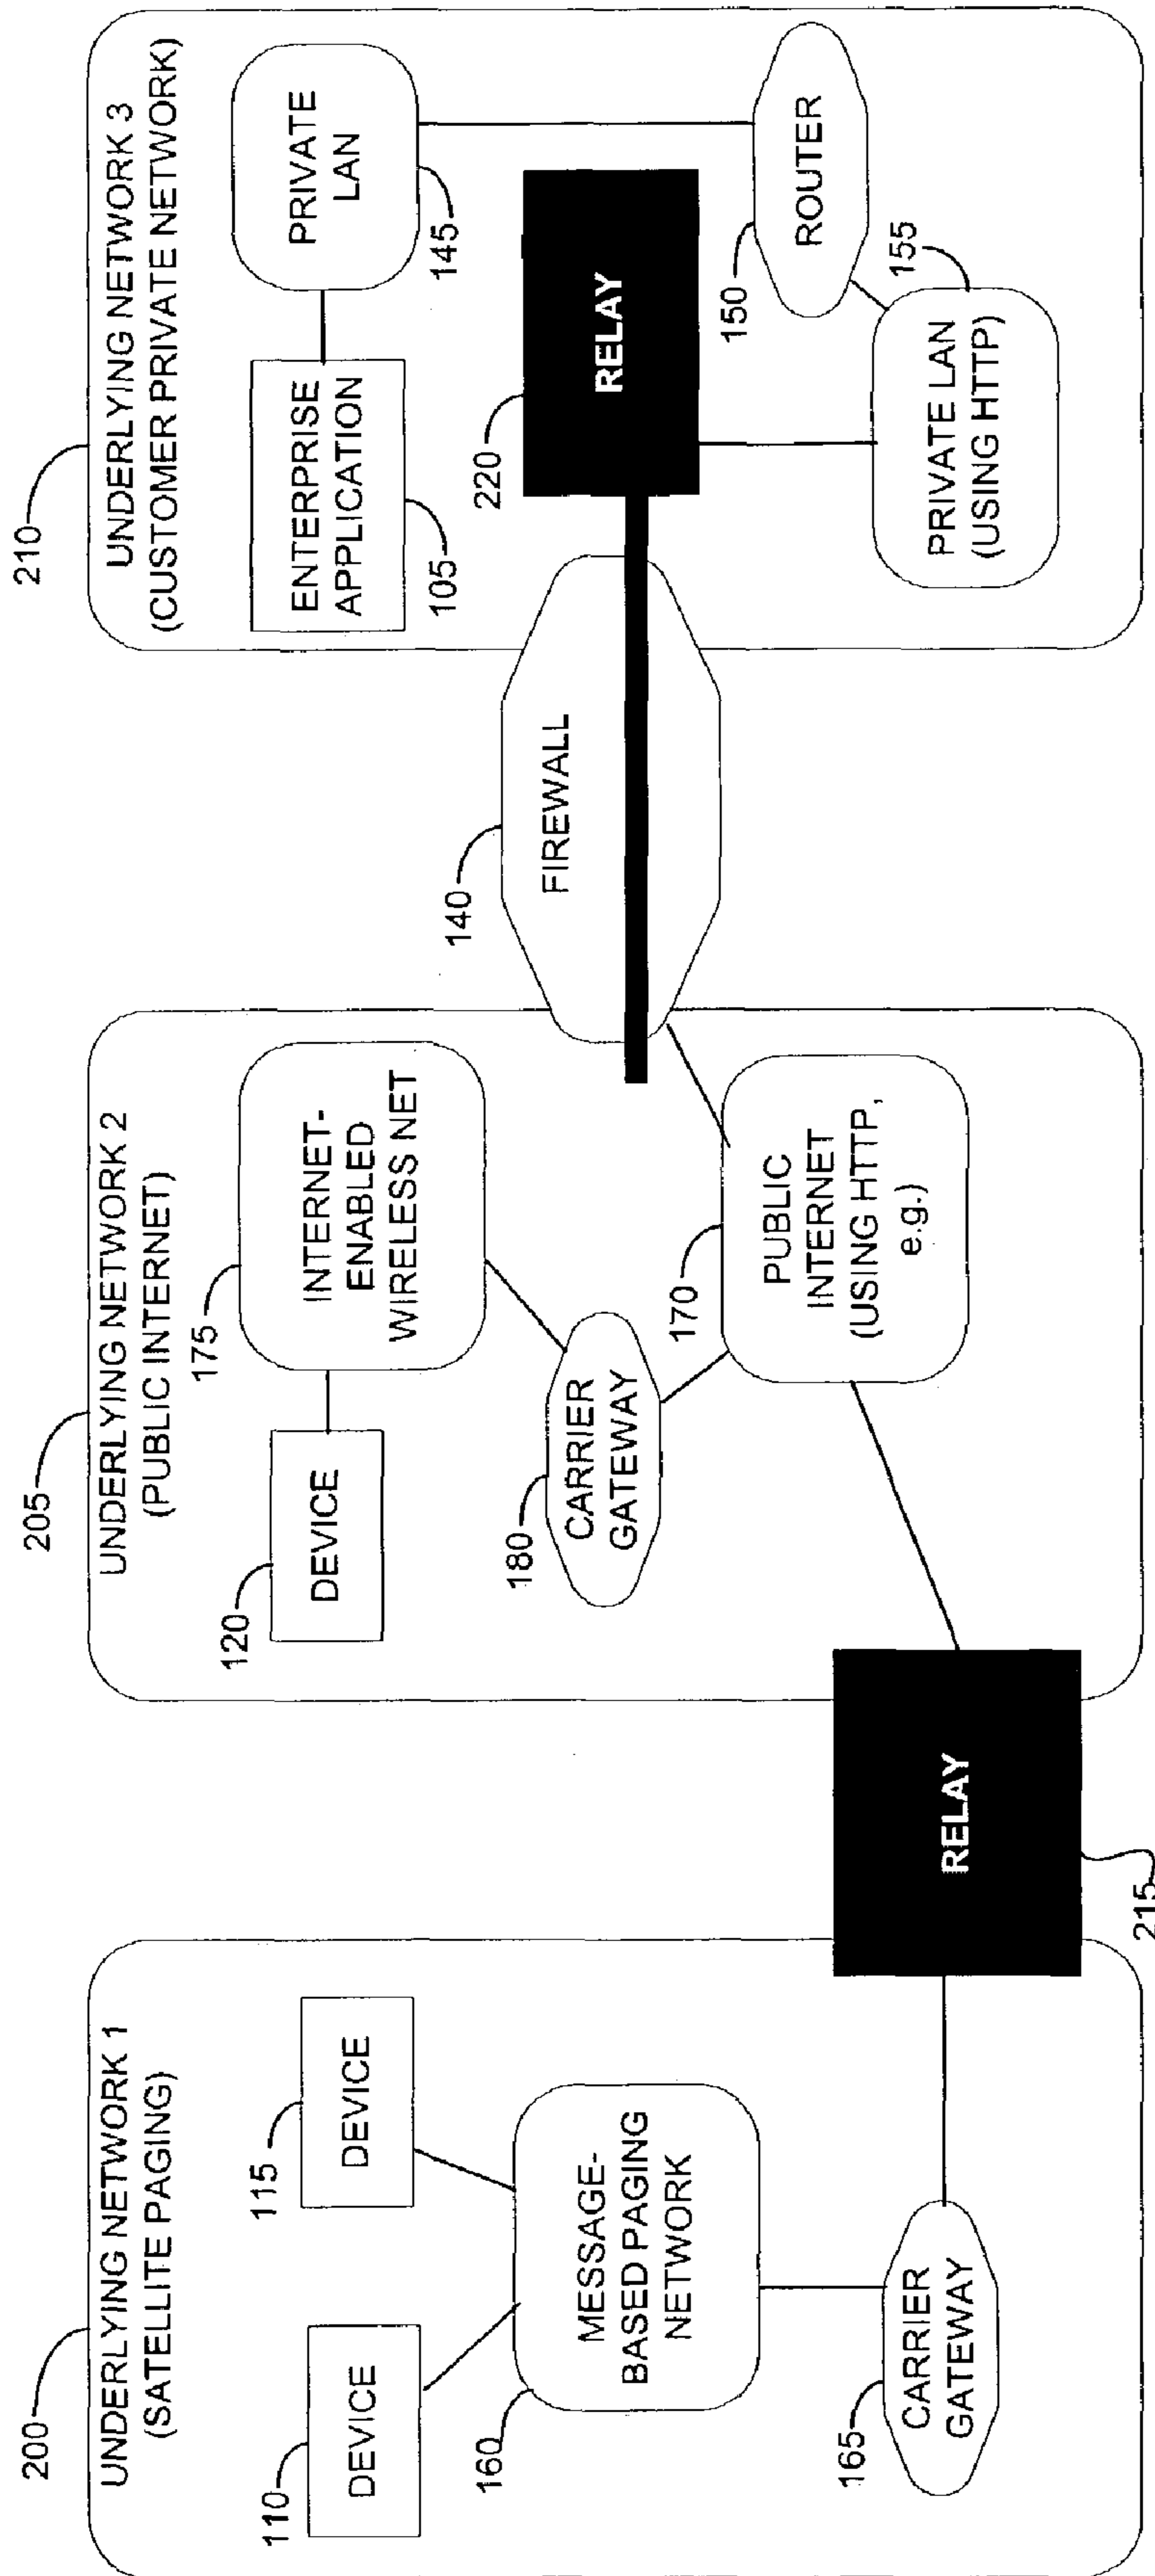 200
UNDERLYING NETWORK 1
(SATELLITE PAGING)
110
DEVICE
115
DEVICE
160
MESSAGE-
BASED PAGING
NETWORK
165
CARRIER
GATEWAY
RELAY
215
205
UNDERLYING NETWORK 2
(PUBLIC INTERNET)
120
DEVICE
175
INTERNET-
ENABLED
WIRELESS NET
180
CARRIER
GATEWAY
170
PUBLIC
INTERNET
(USING HTTP,
e.g.)
140
FIREWALL
210
UNDERLYING NETWORK 3
(CUSTOMER PRIVATE NETWORK)
ENTERPRISE
APPLICATION
105
PRIVATE
LAN
145
220
RELAY
150
ROUTER
155
PRIVATE LAN
(USING HTTP)